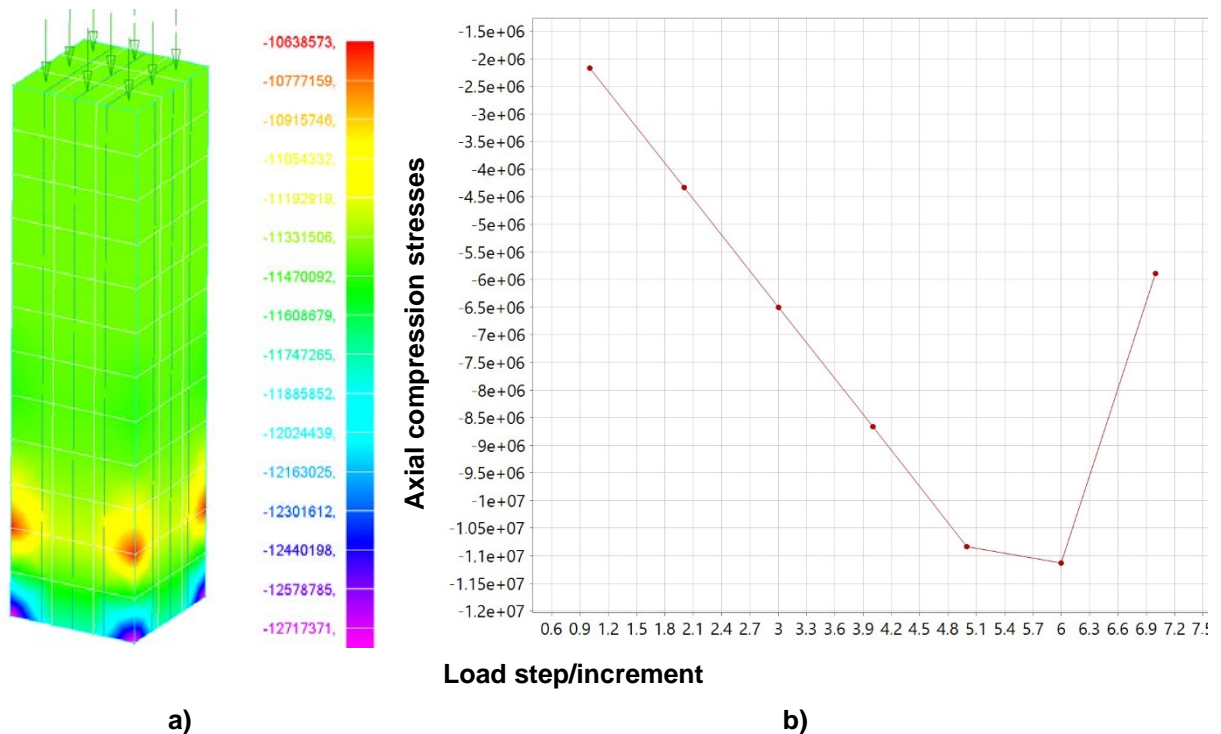 -10638573,
-10777159,
-10915746,
-11054332,
-11192919,
-11331506,
-11470092,
-11608679,
-11747265,
-11885852,
-12024439,
-12163025,
-12301612,
-12440198,
-12578785,
-12717371,
Axial compression stresses
-1.5e+06
-2e+06
-2.5e+06
-3e+06
-3.5e+06
-4e+06
-4.5e+06
-5e+06
-5.5e+06
-6e+06
-6.5e+06
-7e+06
-7.5e+06
-8e+06
-8.5e+06
-9e+06
-9.5e+06
-1e+07
-1.05e+07
-1.1e+07
-1.15e+07
-1.2e+07
0.6 0.9 1.2 1.5 1.8 2.1 2.4 2.7 3 3.3 3.6 3.9 4.2 4.5 4.8 5.1 5.4 5.7 6 6.3 6.6 6.9 7.2 7.5
Load step/increment
a) b)